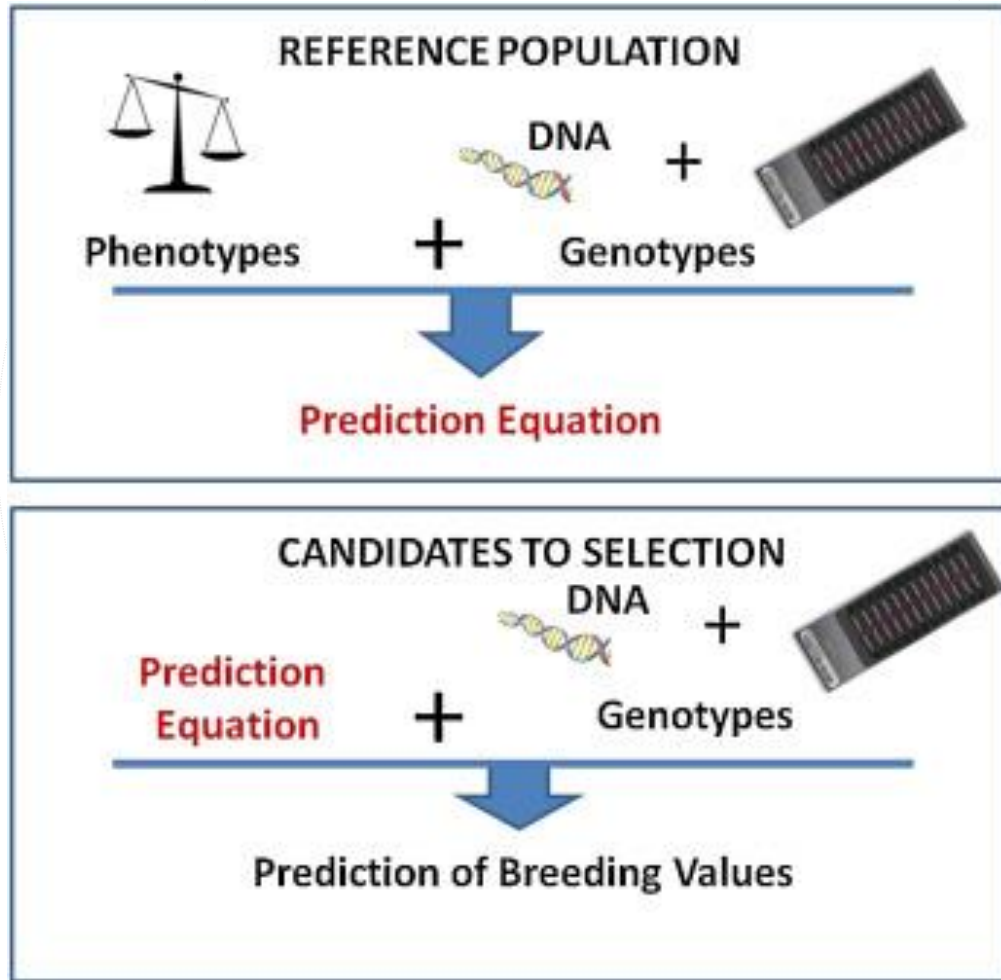 REFERENCE POPULATION
DNA +
Phenotypes + Genotypes
Prediction Equation
CANDIDATES TO SELECTION
DNA +
Prediction
Equation + Genotypes
Prediction of Breeding Values